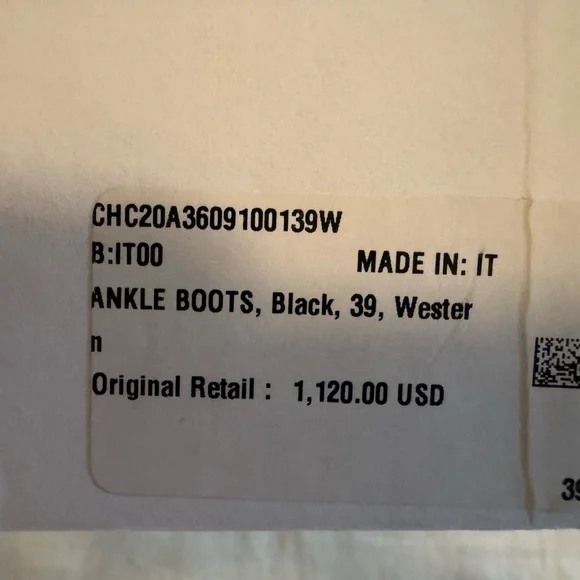 CHC20A3609100139W
B:IT00 MADE IN: IT
ANKLE BOOTS, Black, 39, Wester
n
Original Retail : 1,120.00 USD
39